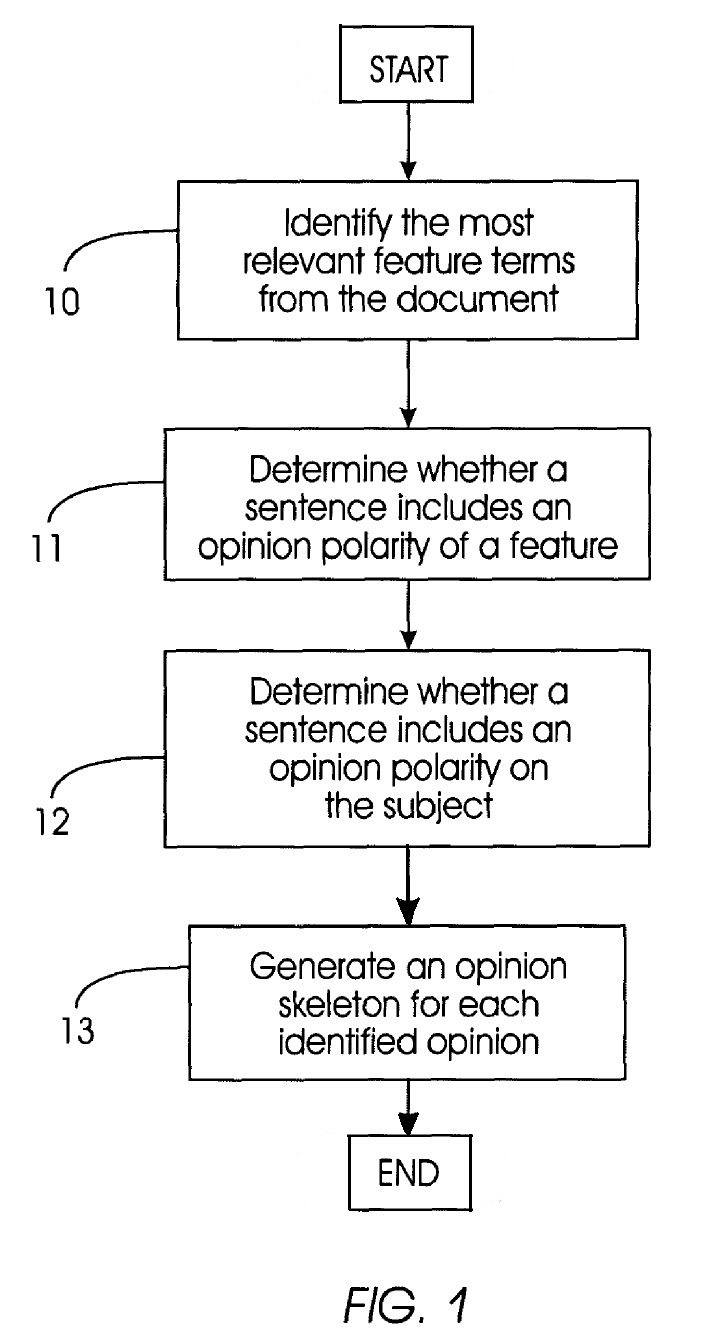 START
Identify the most
relevant feature terms
from the document
10
Determine whether a
sentence includes an
opinion polarity of a feature
11
Determine whether a
sentence includes an
opinion polarity on
the subject
12
Generate an opinion
skeleton for each
identified opinion
13
END
FIG. 1